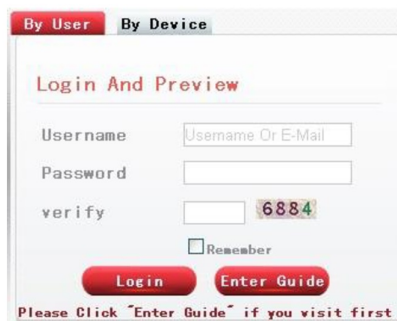 By User By Device
Login And Preview
Username Username Or E-Mail
Password
verify 6884
Remember
Login Enter Guide
Please Click "Enter Guide" if you visit first